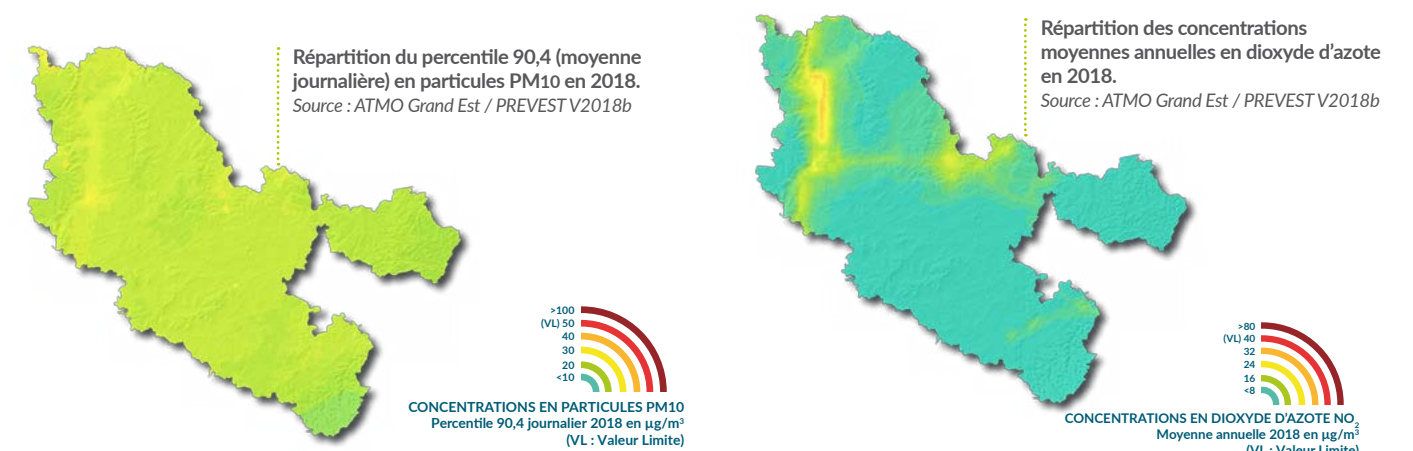 Répartition du percentile 90,4 (moyenne
journalière) en particules PM10 en 2018.
Source : ATMO Grand Est / PREVEST V2018b
>100
(VL) 50
40
30
20
<10
CONCENTRATIONS EN PARTICULES PM10
Percentile 90,4 journalier 2018 en µg/m³
(VL : Valeur Limite)
Répartition des concentrations
moyennes annuelles en dioxyde d'azote
en 2018.
Source : ATMO Grand Est / PREVEST V2018b
>80
(VL) 40
32
24
16
<8
CONCENTRATIONS EN DIOXYDE D'AZOTE NO₂
Moyenne annuelle 2018 en µg/m³
(VL : Valeur Limite)